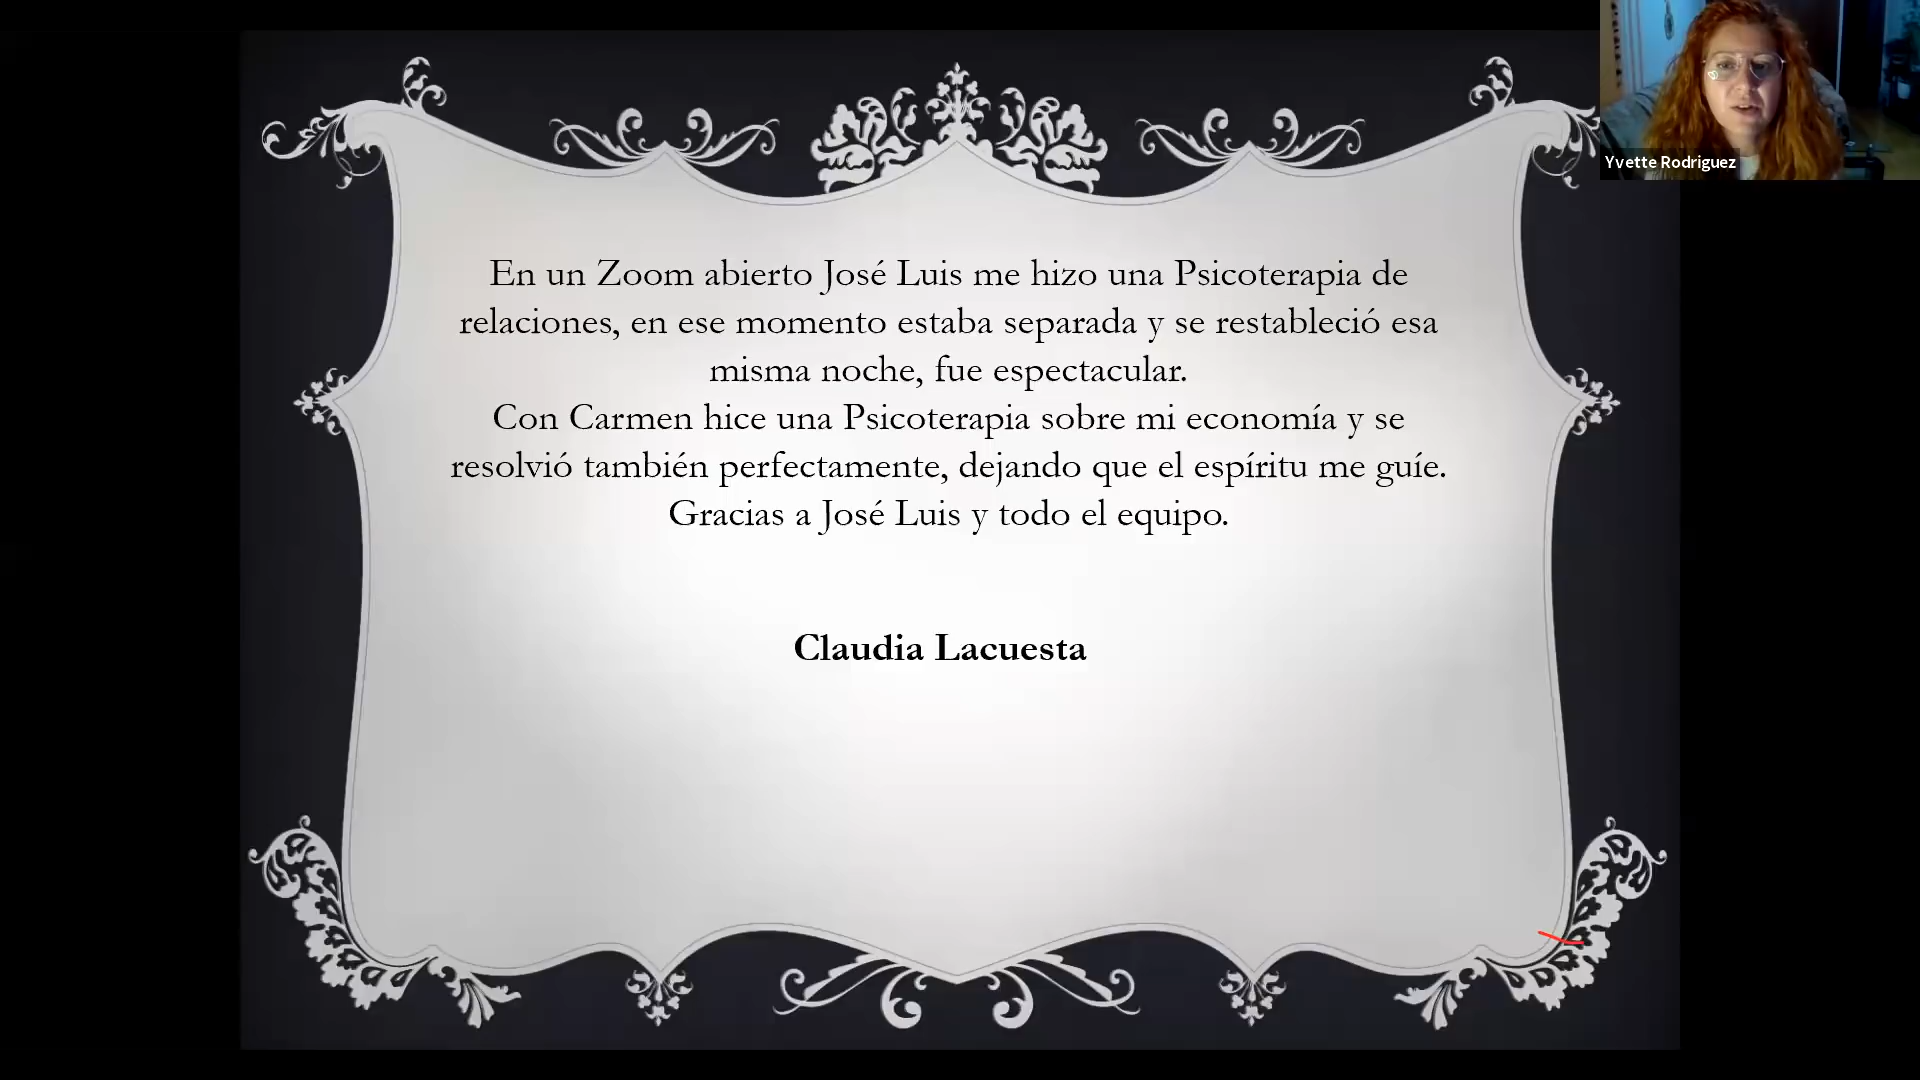 Yvette Rodriguez
En un Zoom abierto José Luis me hizo una Psicoterapia de
relaciones, en ese momento estaba separada y se restableció esa
misma noche, fue espectacular.
Con Carmen hice una Psicoterapia sobre mi economía y se
resolvió también perfectamente, dejando que el espíritu me guíe.
Gracias a José Luis y todo el equipo.
Claudia Lacuesta